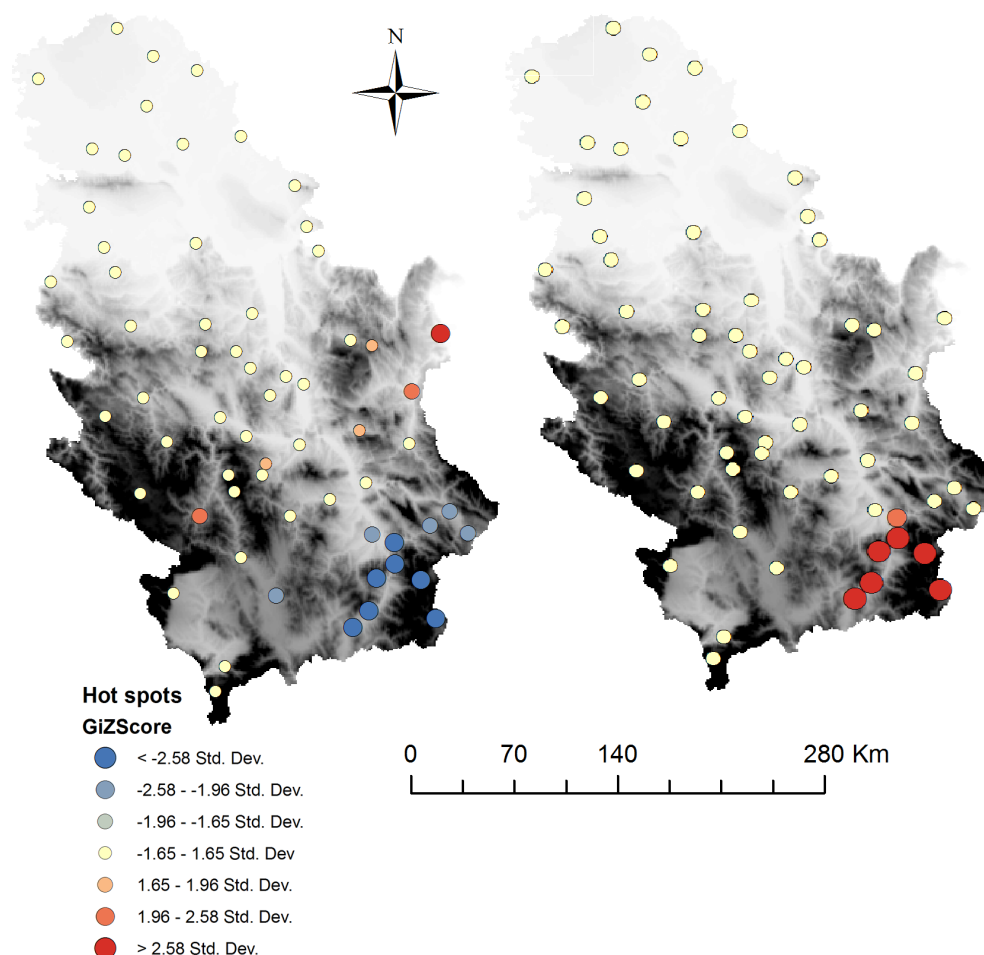 N
Hot spots
GiZScore
< -2.58 Std. Dev.
-2.58 - -1.96 Std. Dev.
-1.96 - -1.65 Std. Dev.
-1.65 - 1.65 Std. Dev
1.65 - 1.96 Std. Dev.
1.96 - 2.58 Std. Dev.
> 2.58 Std. Dev.
0 70 140 280 Km